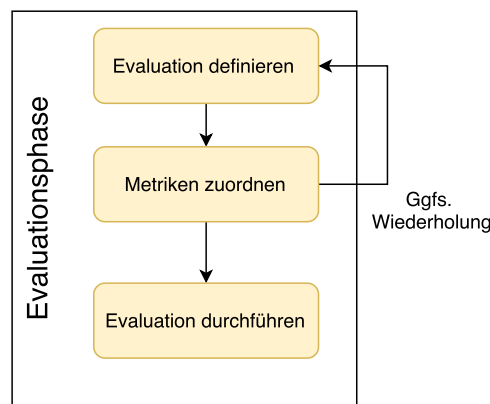 Evaluationsphase
Evaluation definieren
Metriken zuordnen
Ggfs.
Wiederholung
Evaluation durchführen